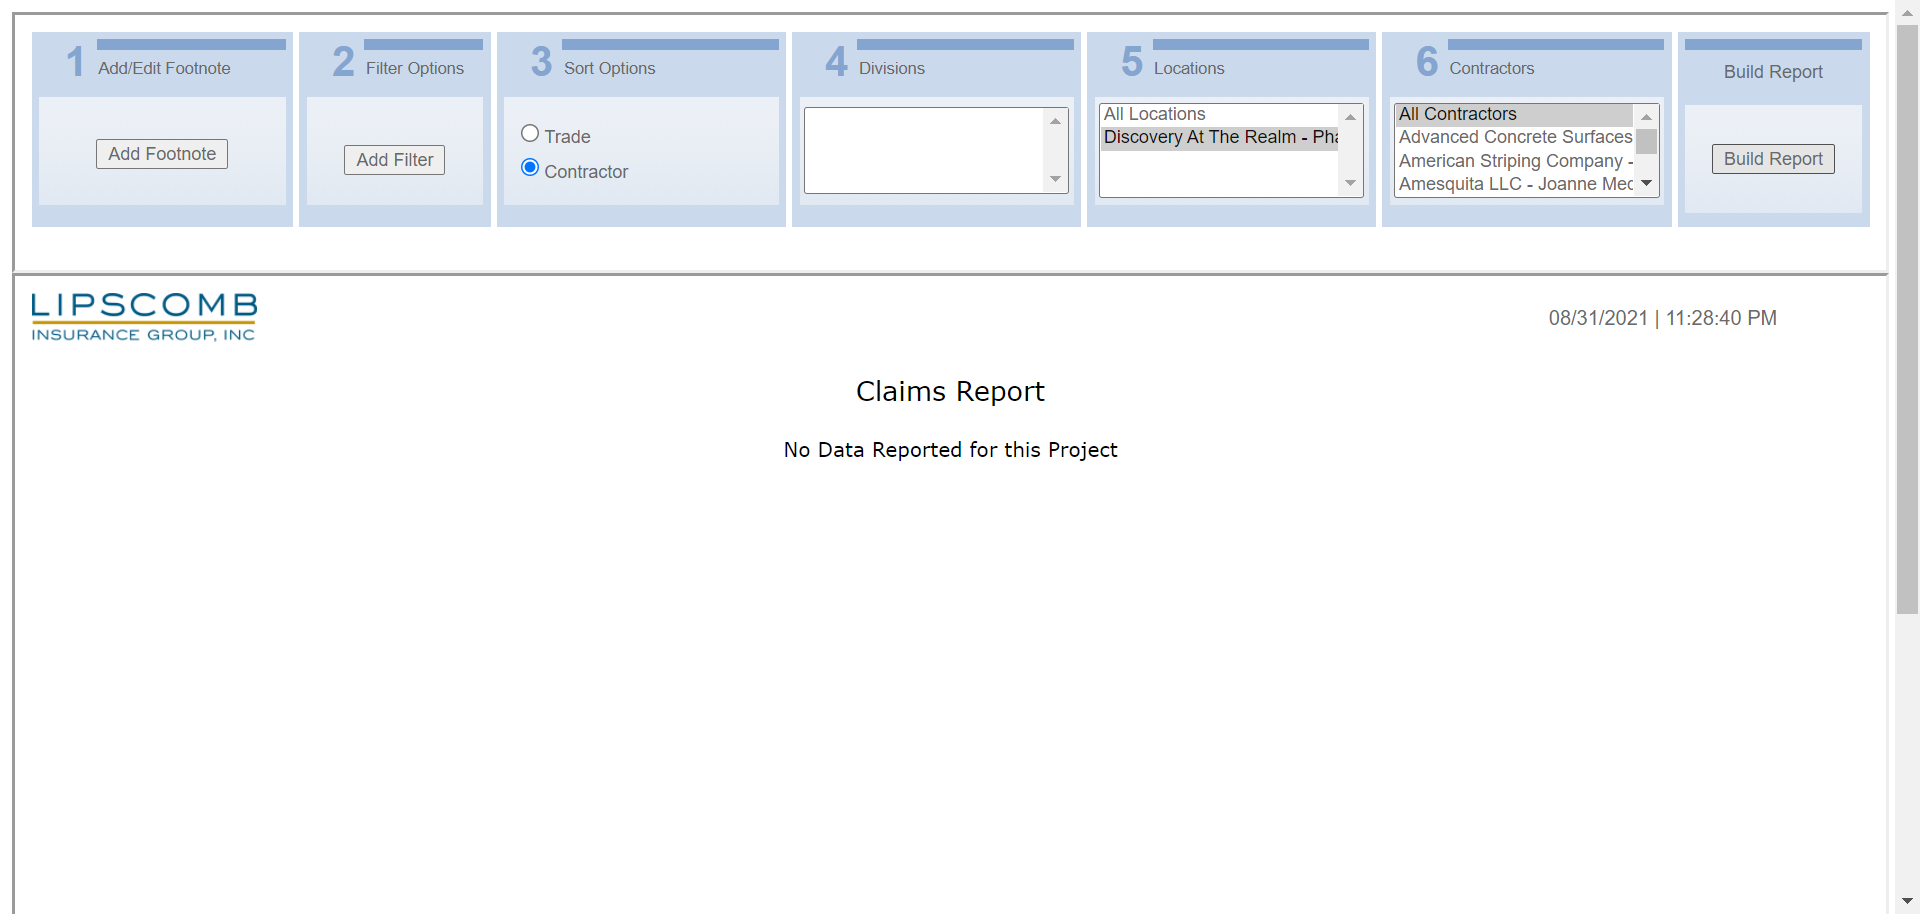 1 Add/Edit Footnote
Add Footnote
2 Filter Options
Add Filter
3 Sort Options
Trade
Contractor
4 Divisions
5 Locations
All Locations
Discovery At The Realm - Pha
6 Contractors
All Contractors
Advanced Concrete Surfaces
American Striping Company -
Amesquita LLC - Joanne Med
Build Report
Build Report
LIPSCOMB
INSURANCE GROUP, INC
08/31/2021 | 11:28:40 PM
Claims Report
No Data Reported for this Project